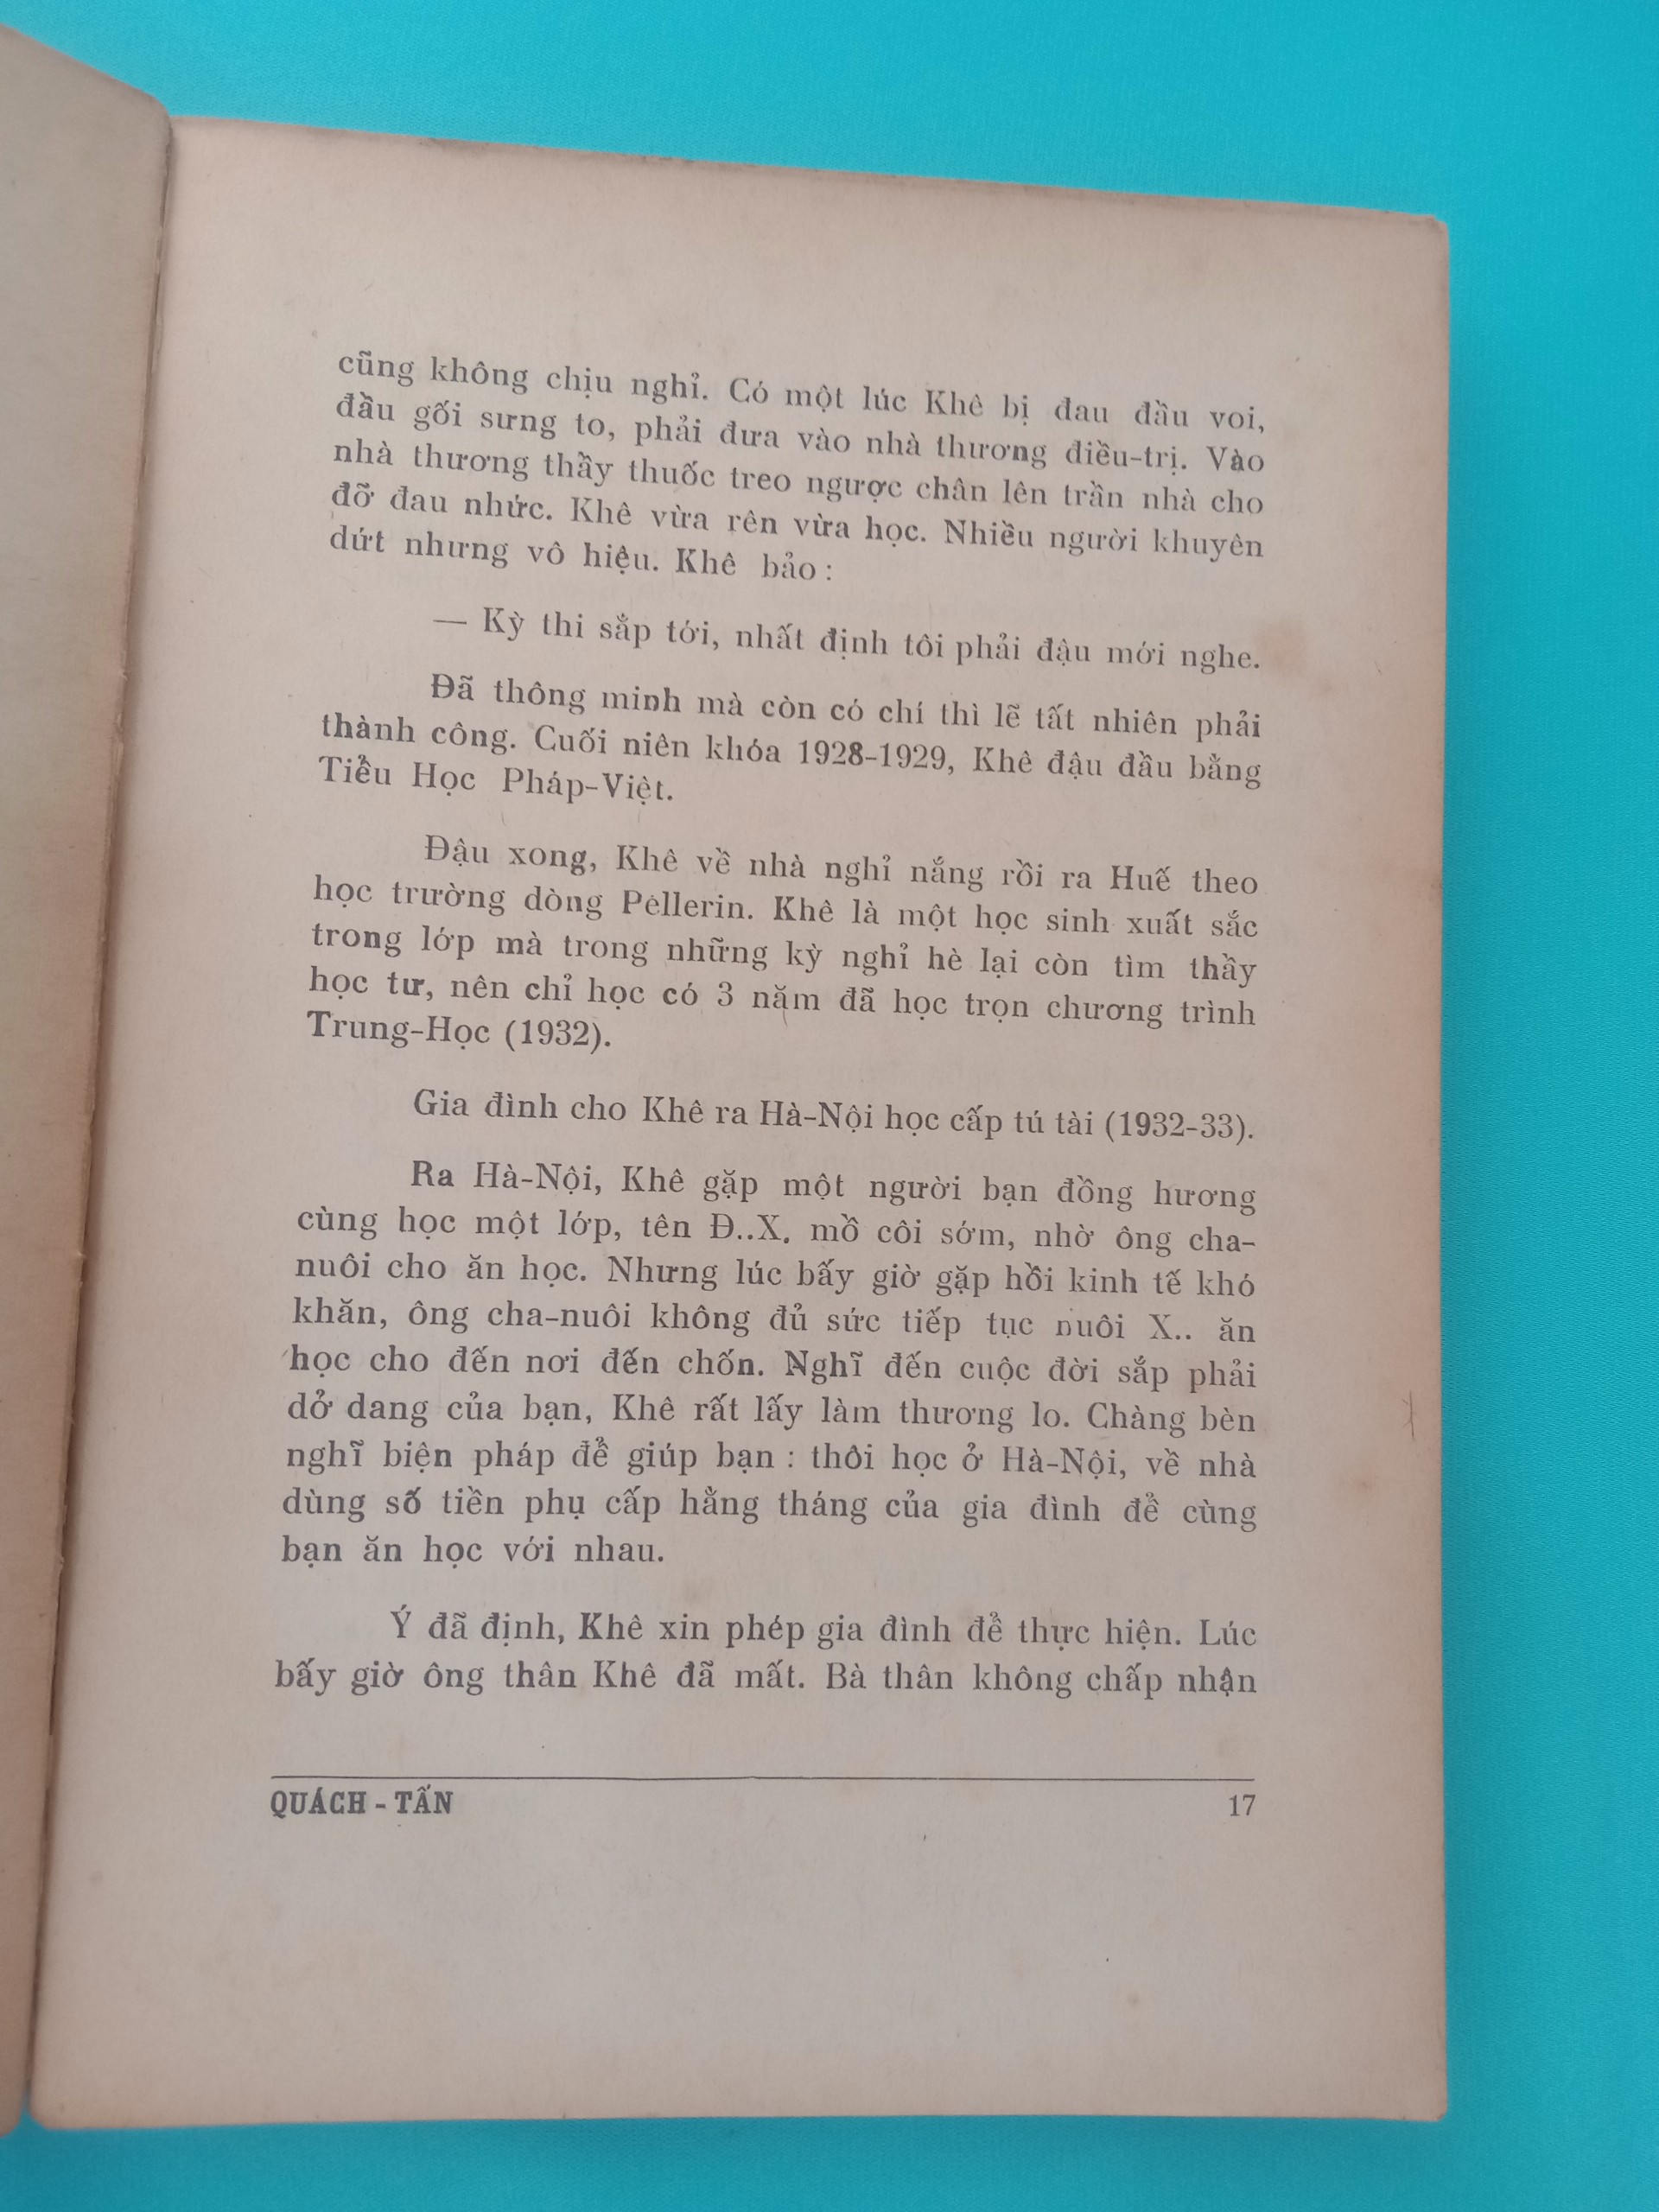 cũng không chịu nghỉ. Có một lúc Khê bị đau đầu voi,
đầu gối sưng to, phải đưa vào nhà thương điều-trị. Vào
nhà thương thầy thuốc treo ngược chân lên trần nhà cho
đỡ đau nhức. Khê vừa rên vừa học. Nhiều người khuyên
dứt nhưng vô hiệu. Khê bảo :
— Kỳ thi sắp tới, nhất định tôi phải đậu mới nghe.
Đã thông minh mà còn có chí thì lẽ tất nhiên phải
thành công. Cuối niên khóa 1928-1929, Khê đậu đầu bằng
Tiểu Học Pháp-Việt.
Đậu xong, Khê về nhà nghỉ nắng rồi ra Huế theo
học trường dòng Pèllerin. Khê là một học sinh xuất sắc
trong lớp mà trong những kỳ nghỉ hè lại còn tìm thầy
học tư, nên chỉ học có 3 năm đã học trọn chương trình
Trung-Học (1932).
Gia đình cho Khê ra Hà-Nội học cấp tú tài (1932-33).
Ra Hà-Nội, Khê gặp một người bạn đồng hương
cùng học một lớp, tên Đ..X. mồ côi sớm, nhờ ông cha-
nuôi cho ăn học. Nhưng lúc bấy giờ gặp hồi kinh tế khó
khăn, ông cha-nuôi không đủ sức tiếp tục nuôi X.. ăn
học cho đến nơi đến chốn. Nghĩ đến cuộc đời sắp phải
dở dang của bạn, Khê rất lấy làm thương lo. Chàng bèn
nghĩ biện pháp để giúp bạn : thôi học ở Hà-Nội, về nhà
dùng số tiền phụ cấp hằng tháng của gia đình để cùng
bạn ăn học với nhau.
Ý đã định, Khê xin phép gia đình để thực hiện. Lúc
bấy giờ ông thân Khê đã mất. Bà thân không chấp nhận
QUÁCH - TẤN 17